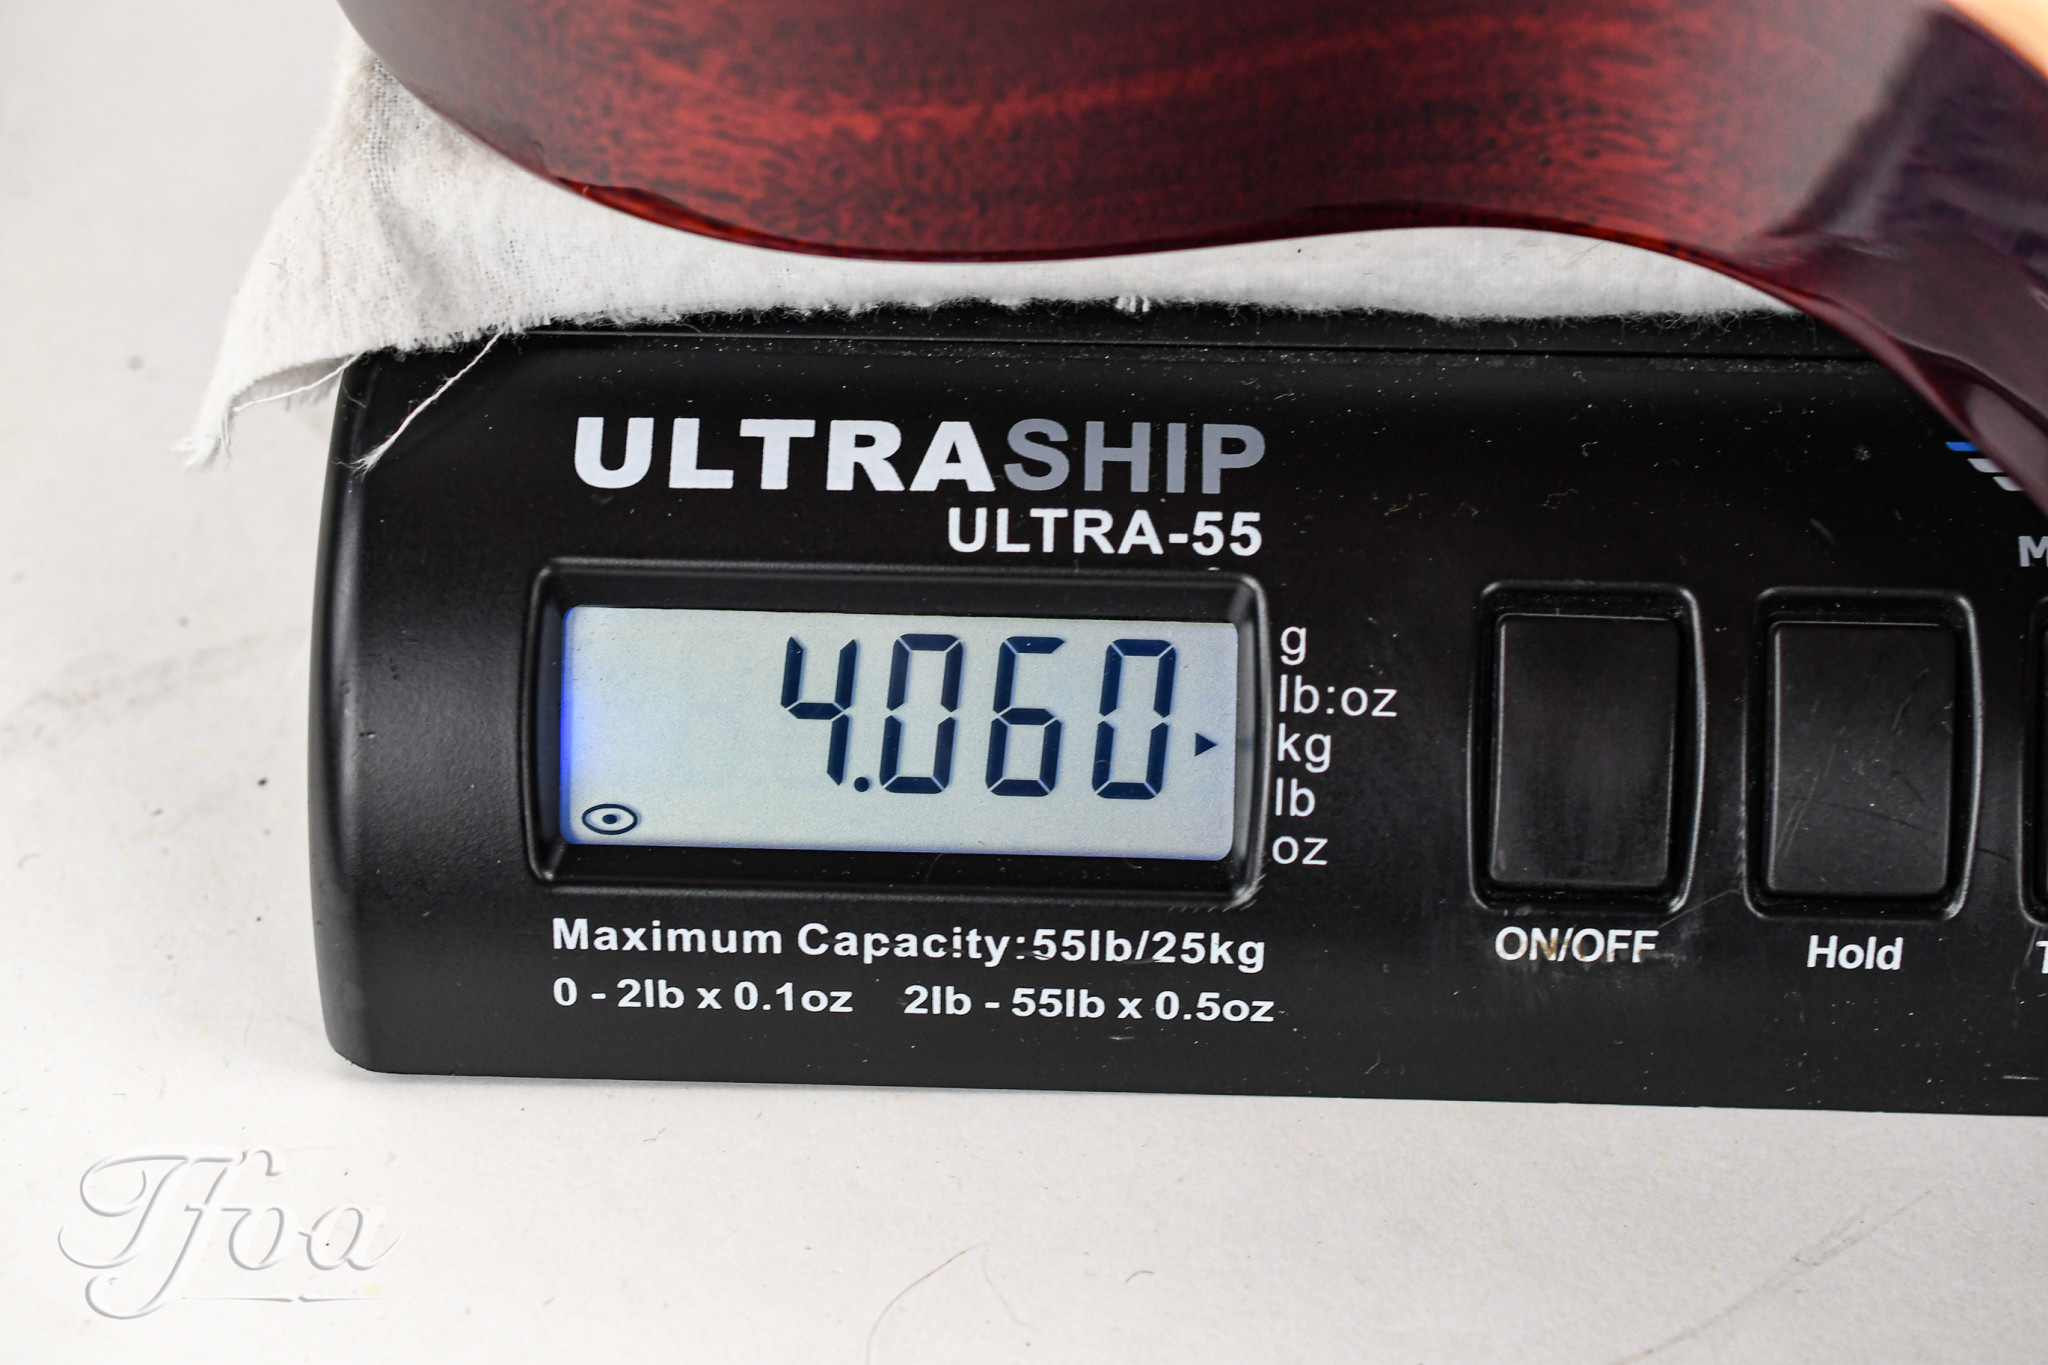 ULTRASHIP
ULTRA-55
4.060
g
lb:oz
kg
lb
oz
Maximum Capacity:55lb/25kg
0 - 2lb x 0.1oz 2lb - 55lb x 0.5oz
ON/OFF
Hold
Tfoa